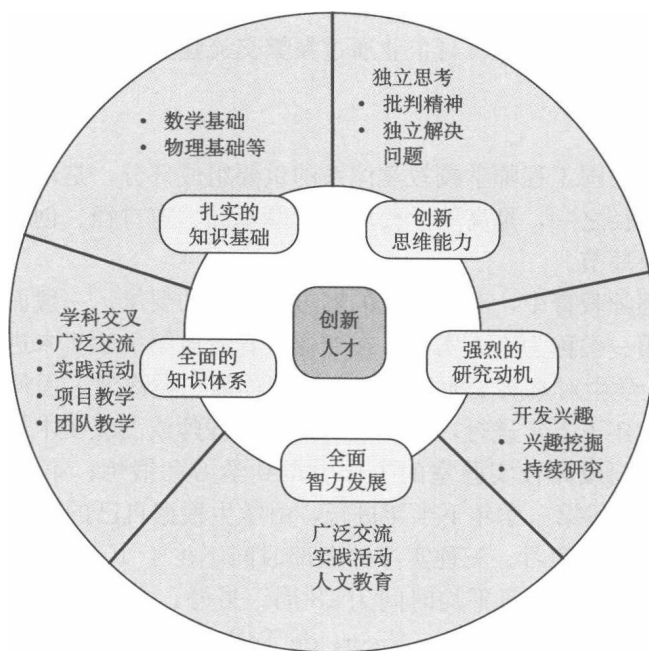 独立思考
• 批判精神
• 独立解决
问题
• 数学基础
• 物理基础等
扎实的
知识基础
创新
思维能力
创新
人才
学科交叉
• 广泛交流
• 实践活动
• 项目教学
• 团队教学
全面的
知识体系
强烈的
研究动机
开发兴趣
• 兴趣挖掘
• 持续研究
全面
智力发展
广泛交流
实践活动
人文教育